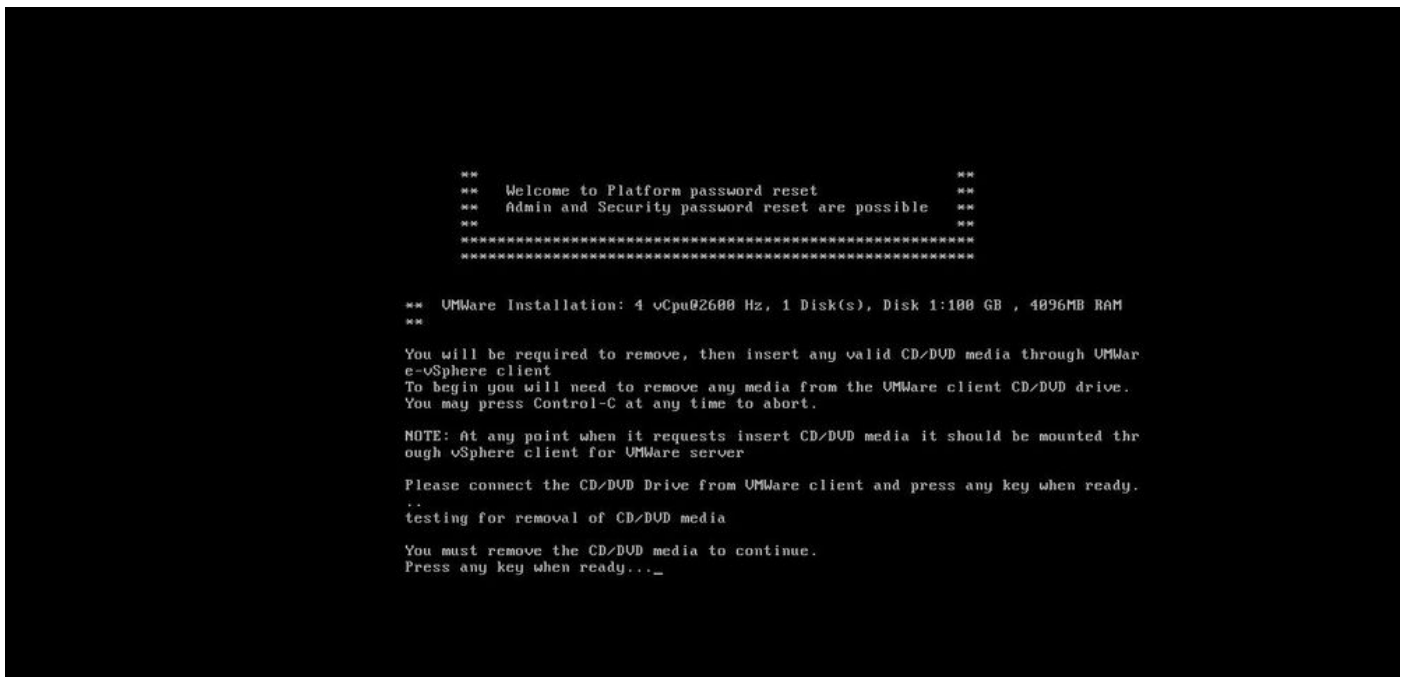 **                                                    **
**   Welcome to Platform password reset               **
**   Admin and Security password reset are possible   **
**                                                    **
********************************************************
********************************************************
**  VMWare Installation: 4 vCpu@2600 Hz, 1 Disk(s), Disk 1:100 GB , 4096MB RAM
**
You will be required to remove, then insert any valid CD/DVD media through VMWar
e-vSphere client
To begin you will need to remove any media from the VMWare client CD/DVD drive.
You may press Control-C at any time to abort.
NOTE: At any point when it requests insert CD/DVD media it should be mounted thr
ough vSphere client for VMWare server
Please connect the CD/DVD Drive from VMWare client and press any key when ready.
..
testing for removal of CD/DVD media
You must remove the CD/DVD media to continue.
Press any key when ready..._